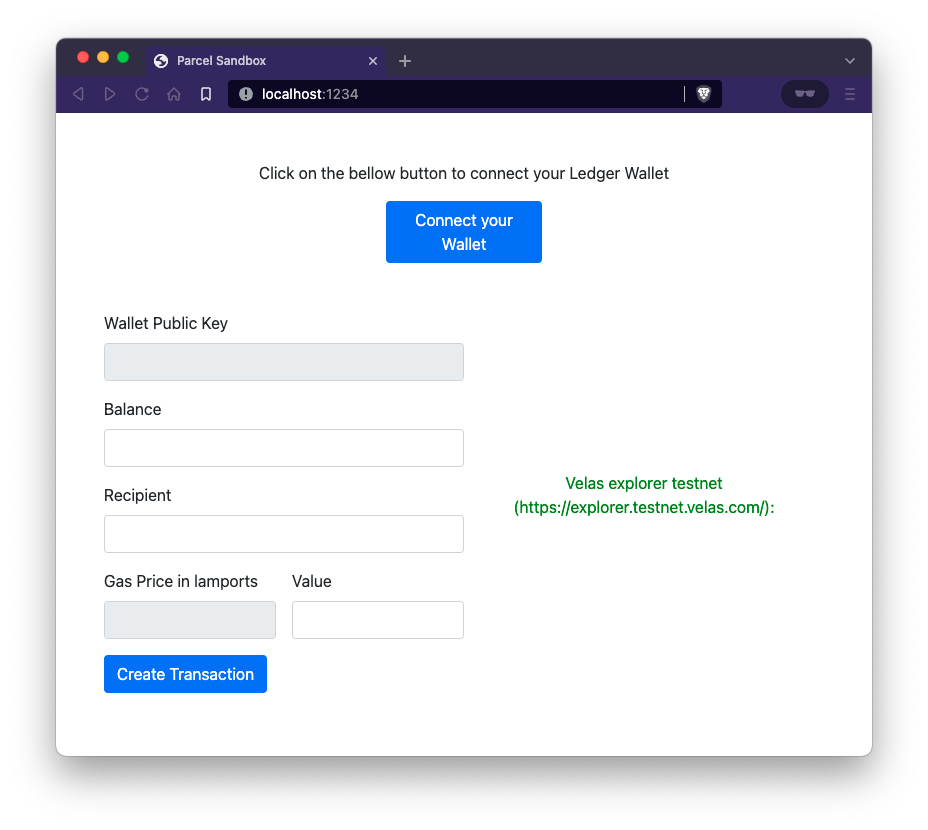 Parcel Sandbox
localhost:1234
Click on the bellow button to connect your Ledger Wallet
Connect your
Wallet
Wallet Public Key
Balance
Recipient
Gas Price in lamports
Value
Create Transaction
Velas explorer testnet
(https://explorer.testnet.velas.com/):